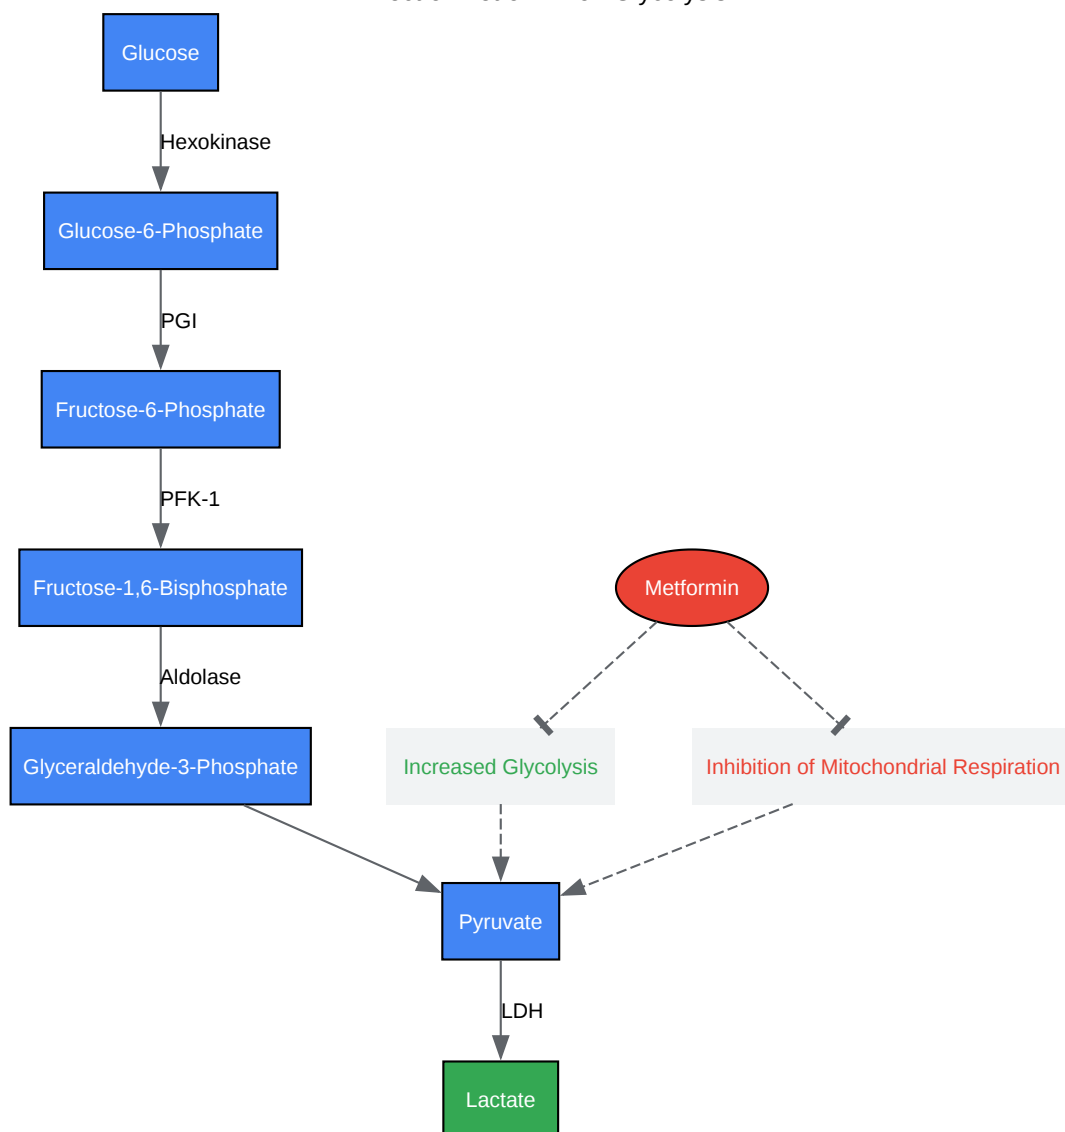 Glucose
Hexokinase
Glucose-6-Phosphate
PGI
Fructose-6-Phosphate
PFK-1
Fructose-1,6-Bisphosphate
Metformin
Aldolase
Glyceraldehyde-3-Phosphate
Increased Glycolysis
Inhibition of Mitochondrial Respiration
Pyruvate
LDH
Lactate